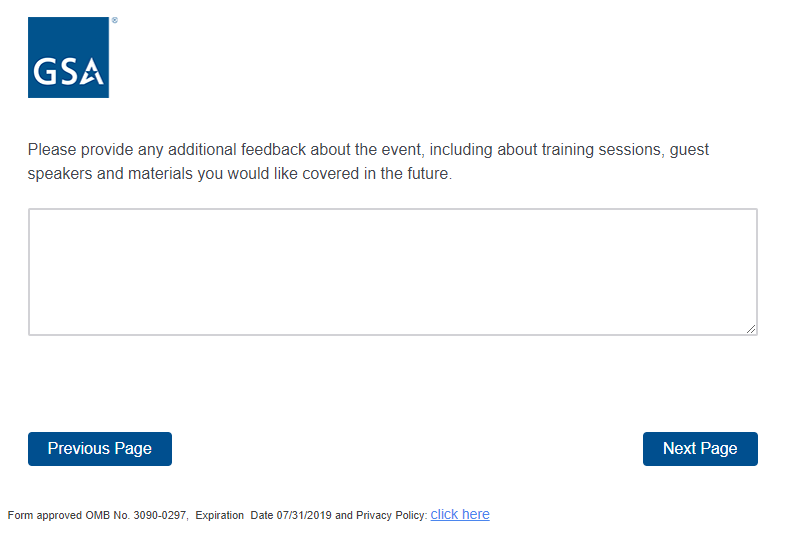 GSA
®
Please provide any additional feedback about the event, including about training sessions, guest
speakers and materials you would like covered in the future.
Previous Page
Next Page
Form approved OMB No. 3090-0297,  Expiration  Date 07/31/2019 and Privacy Policy: click here